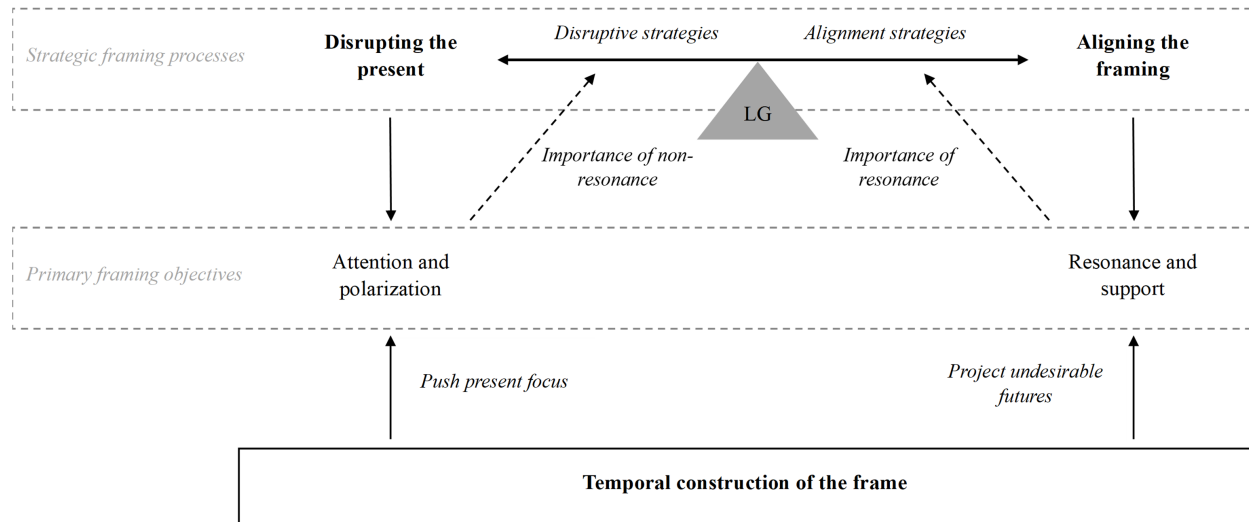 Strategic framing processes
Disrupting the
present
Disruptive strategies
Alignment strategies
Aligning the
framing
LG
Importance of non-
resonance
Importance of
resonance
Primary framing objectives
Attention and
polarization
Resonance and
support
Push present focus
Project undesirable
futures
Temporal construction of the frame